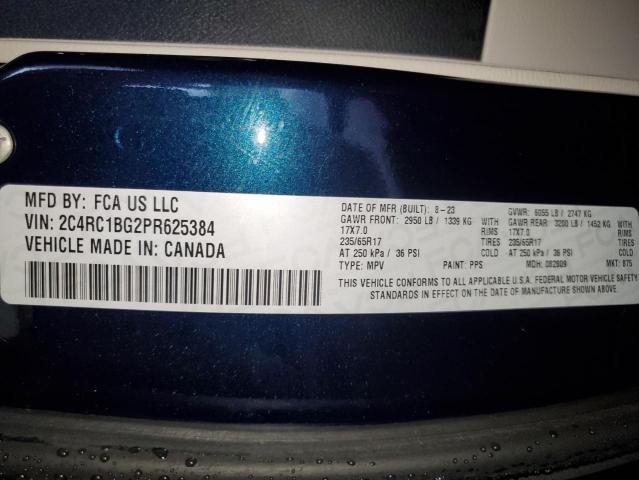 MFD BY: FCA US LLC
VIN: 2C4RC1BG2PR625384
VEHICLE MADE IN: CANADA
DATE OF MFR (BUILT): 8-23 GVWR: 6055 LB / 2747 KG
GAWR FRONT: 2950 LB / 1339 KG WITH GAWR REAR: 3200 LB / 1452 KG WITH
17X7.0 RIMS 17X7.0 RIMS
235/65R17 TIRES 235/65R17 TIRES
AT 250 kPa / 36 PSI COLD AT 250 kPa / 36 PSI COLD
TYPE: MPV PAINT: PPS MDH: 082809 MKT: 875
THIS VEHICLE CONFORMS TO ALL APPLICABLE U.S.A. FEDERAL MOTOR VEHICLE SAFETY
STANDARDS IN EFFECT ON THE DATE OF MANUFACTURE SHOWN ABOVE.